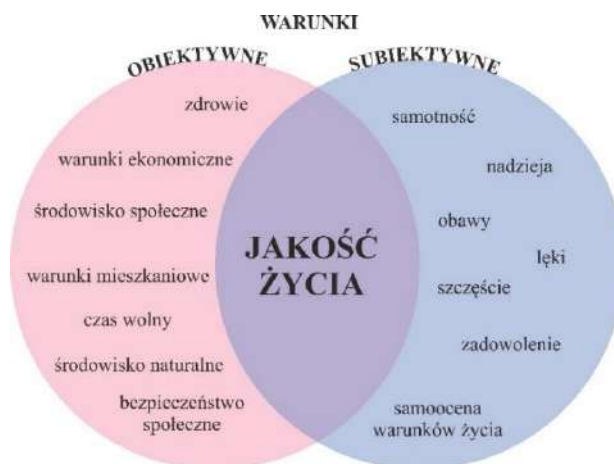 WARUNKI
OBIEKTYWNE
SUBIEKTYWNE
zdrowie
warunki ekonomiczne
środowisko społeczne
warunki mieszkaniowe
czas wolny
środowisko naturalne
bezpieczeństwo
społeczne
JAKOŚĆ
ŻYCIA
samotność
nadzieja
obawy
lęki
szczęście
zadowolenie
samoocena
warunków życia